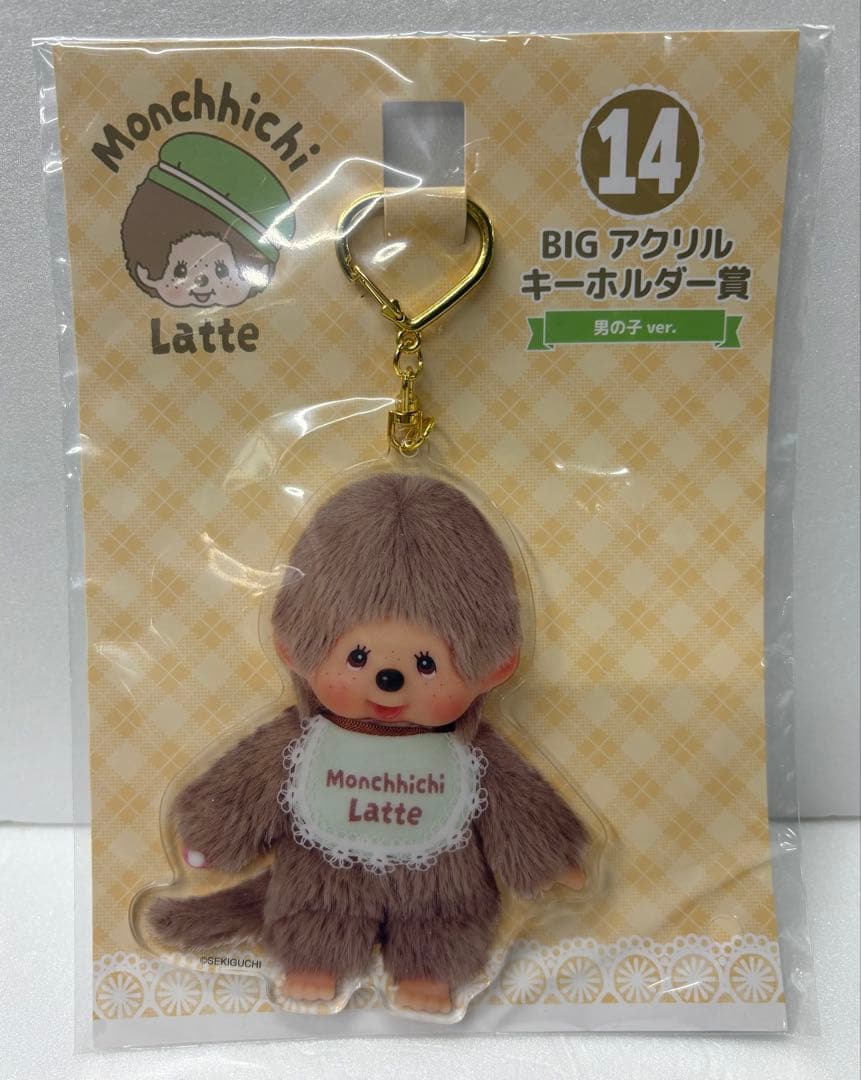 Monchhichi
Latte
14
BIG アクリル
キーホルダー賞
男の子 ver.
Monchhichi
Latte
©SEKIGUCHI